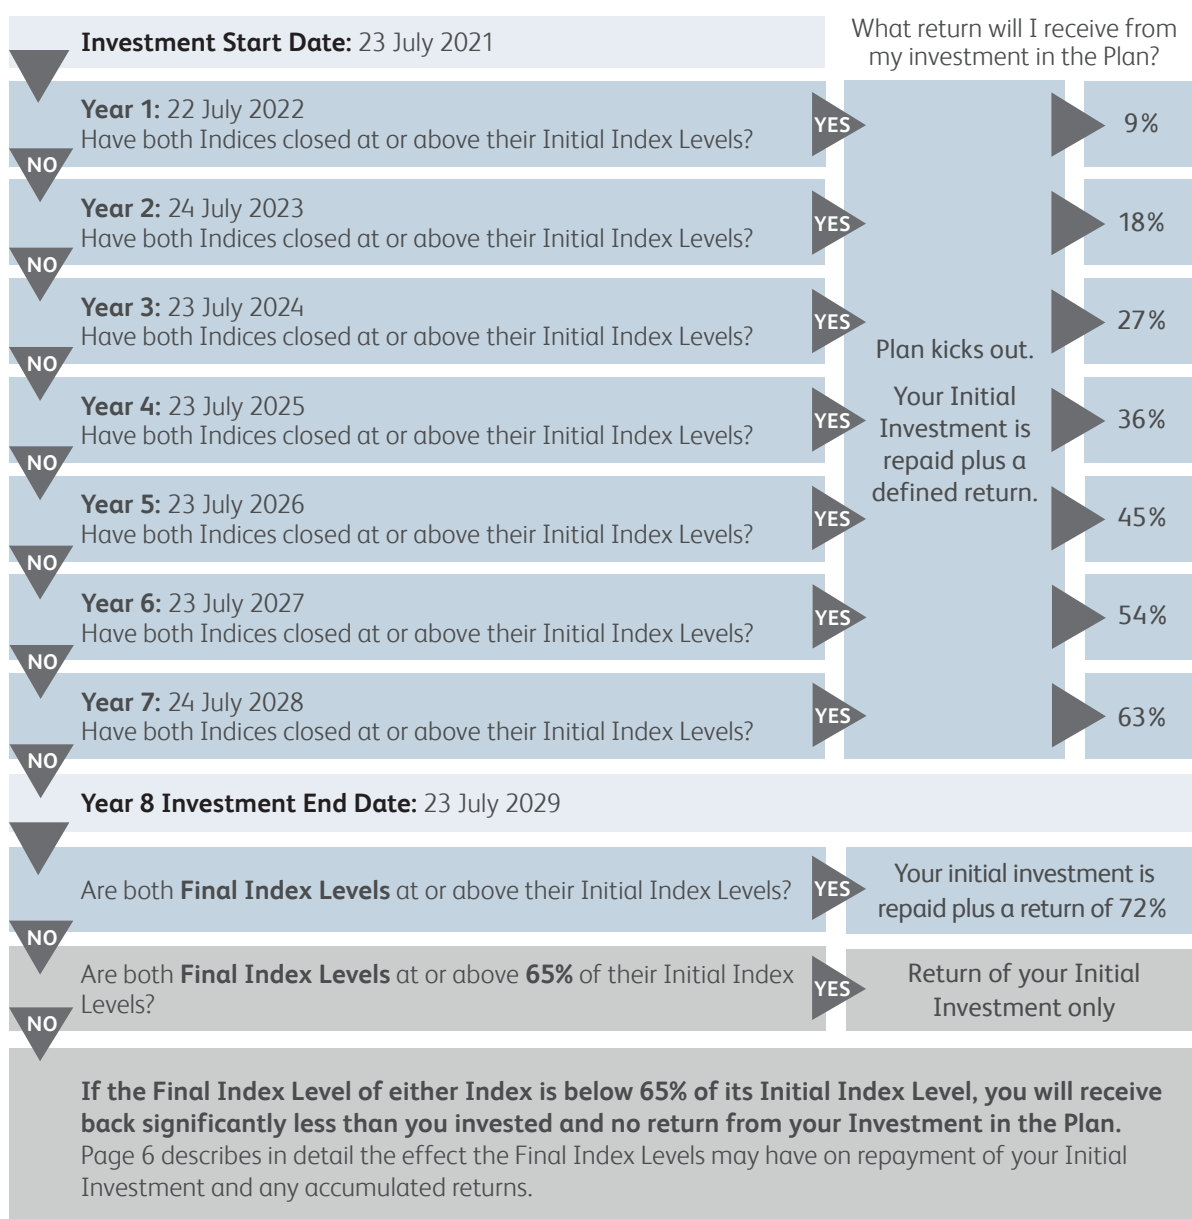 Investment Start Date: 23 July 2021
What return will I receive from
my investment in the Plan?
Year 1: 22 July 2022
Have both Indices closed at or above their Initial Index Levels?
YES
9%
NO
Year 2: 24 July 2023
Have both Indices closed at or above their Initial Index Levels?
YES
18%
NO
Year 3: 23 July 2024
Have both Indices closed at or above their Initial Index Levels?
YES
27%
NO
Plan kicks out.
Your Initial
Investment is
repaid plus a
defined return.
Year 4: 23 July 2025
Have both Indices closed at or above their Initial Index Levels?
YES
36%
NO
Year 5: 23 July 2026
Have both Indices closed at or above their Initial Index Levels?
YES
45%
NO
Year 6: 23 July 2027
Have both Indices closed at or above their Initial Index Levels?
YES
54%
NO
Year 7: 24 July 2028
Have both Indices closed at or above their Initial Index Levels?
YES
63%
NO
Year 8 Investment End Date: 23 July 2029
Are both Final Index Levels at or above their Initial Index Levels?
YES
Your initial investment is
repaid plus a return of 72%
NO
Are both Final Index Levels at or above 65% of their Initial Index
Levels?
YES
Return of your Initial
Investment only
NO
If the Final Index Level of either Index is below 65% of its Initial Index Level, you will receive
back significantly less than you invested and no return from your Investment in the Plan.
Page 6 describes in detail the effect the Final Index Levels may have on repayment of your Initial
Investment and any accumulated returns.